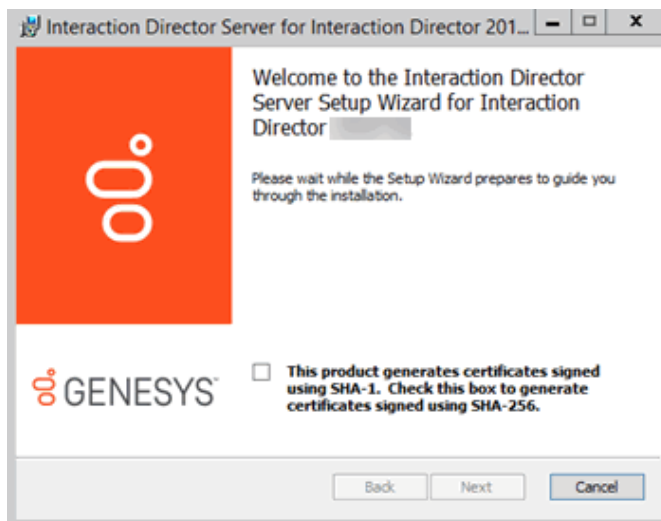 Interaction Director Server for Interaction Director 201...
Welcome to the Interaction Director
Server Setup Wizard for Interaction
Director
Please wait while the Setup Wizard prepares to guide you
through the installation.
This product generates certificates signed
using SHA-1. Check this box to generate
certificates signed using SHA-256.
GENESYS
Back
Next
Cancel